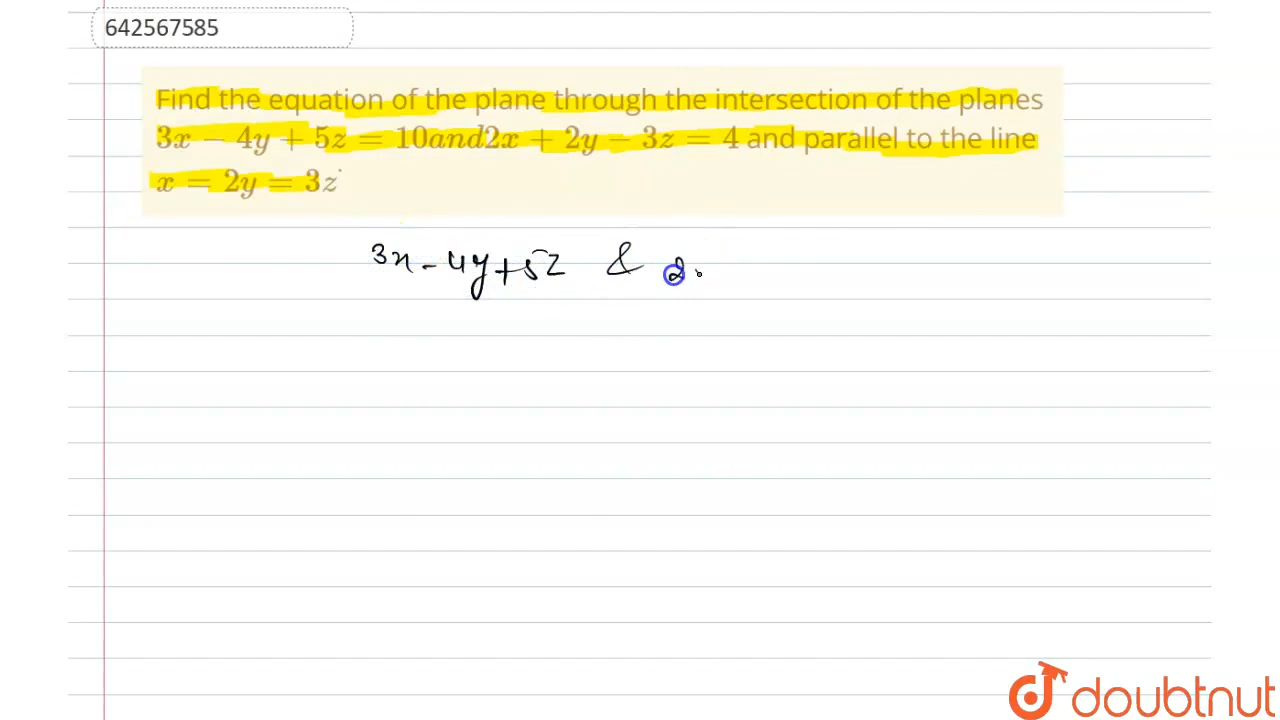 642567585
Find the equation of the plane through the intersection of the planes
3x − 4y + 5z = 10and2x + 2y − 3z = 4 and parallel to the line
x = 2y = 3z
3x - 4y + 5z & 2
doubtnut